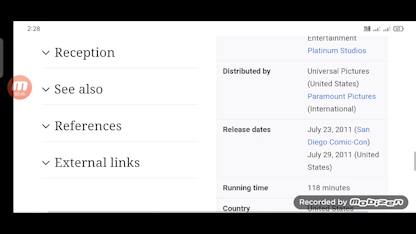 2:28
Reception
See also
References
External links
Entertainment
Platinum Studios
Distributed by
Universal Pictures
(United States)
Paramount Pictures
(International)
Release dates
July 23, 2011 (San
Diego Comic-Con)
July 29, 2011 (United
States)
Running time
118 minutes
Country
United States
Recorded by mobizen